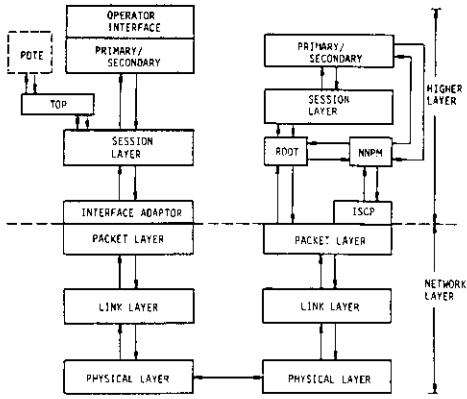 OPERATOR
INTERFACE
PRIMARY/
SECONDARY
PDTE
TOP
SESSION
LAYER
INTERFACE ADAPTOR
PACKET LAYER
LINK LAYER
PHYSICAL LAYER
PRIMARY/
SECONDARY
SESSION
LAYER
ROOT
NNPM
ISCP
PACKET LAYER
LINK LAYER
PHYSICAL LAYER
HIGHER
LAYER
NETWORK
LAYER